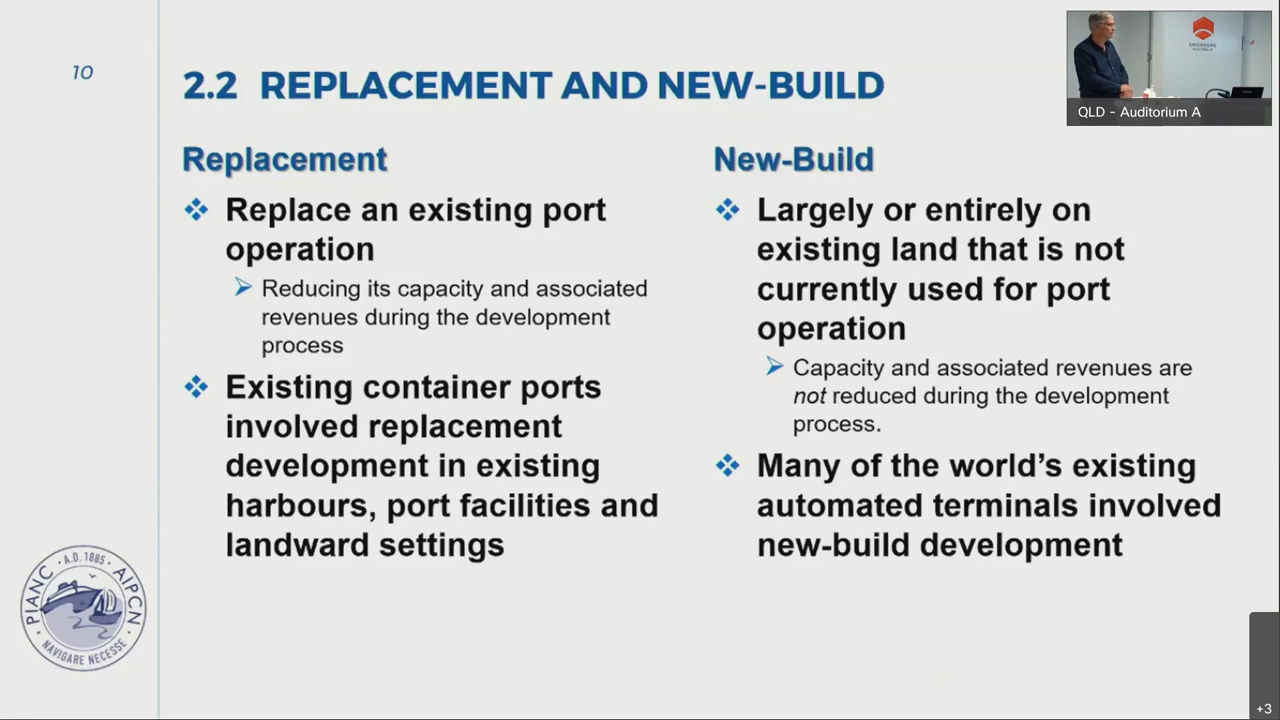 10
2.2 REPLACEMENT AND NEW-BUILD
Replacement
Replace an existing port
operation
Reducing its capacity and associated
revenues during the development
process
Existing container ports
involved replacement
development in existing
harbours, port facilities and
landward settings
New-Build
Largely or entirely on
existing land that is not
currently used for port
operation
Capacity and associated revenues are
not reduced during the development
process.
Many of the world's existing
automated terminals involved
new-build development
PIANC · A.D. 1885 · AIPCN
· NAVIGARE NECESSE ·
ENGINEERS
AUSTRALIA
QLD - Auditorium A
+3